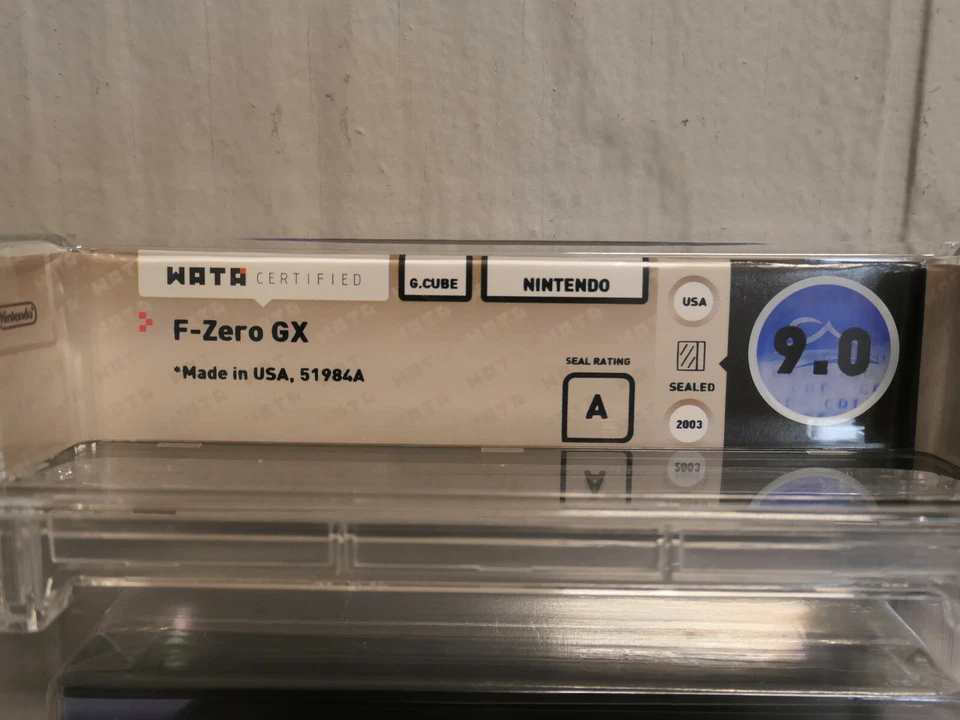 WATA CERTIFIED
G.CUBE
NINTENDO
USA
Nintendo
F-Zero GX
*Made in USA, 51984A
SEAL RATING
A
SEALED
2003
9.0